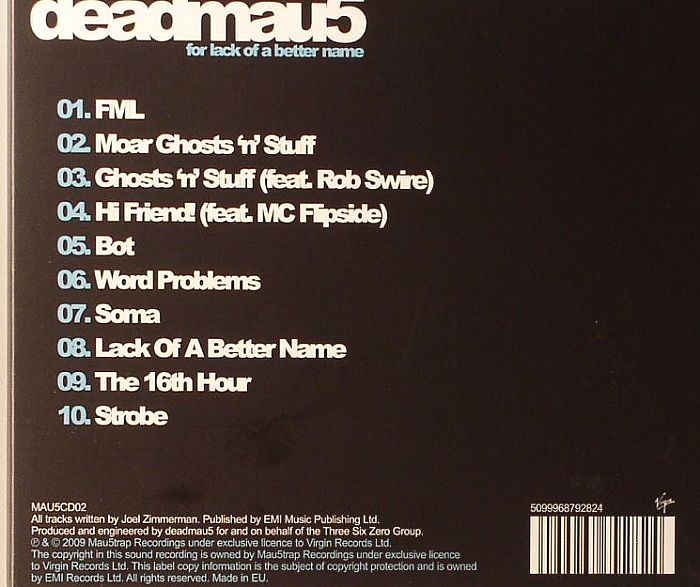 deadmau5
for lack of a better name
01. FML
02. Moar Ghosts 'n' Stuff
03. Ghosts 'n' Stuff (feat. Rob Swire)
04. Hi Friend! (feat. MC Flipside)
05. Bot
06. Word Problems
07. Soma
08. Lack Of A Better Name
09. The 16th Hour
10. Strobe
MAU5CD02
All tracks written by Joel Zimmerman. Published by EMI Music Publishing Ltd.
Produced and engineered by deadmau5 for and on behalf of the Three Six Zero Group.
℗ & © 2009 Mau5trap Recordings under exclusive licence to Virgin Records Ltd.
The copyright in this sound recording is owned by Mau5trap Recordings under exclusive licence
to Virgin Records Ltd. This label copy information is the subject of copyright protection and is owned
by EMI Records Ltd. All rights reserved. Made in EU.
5099968792824
Virgin